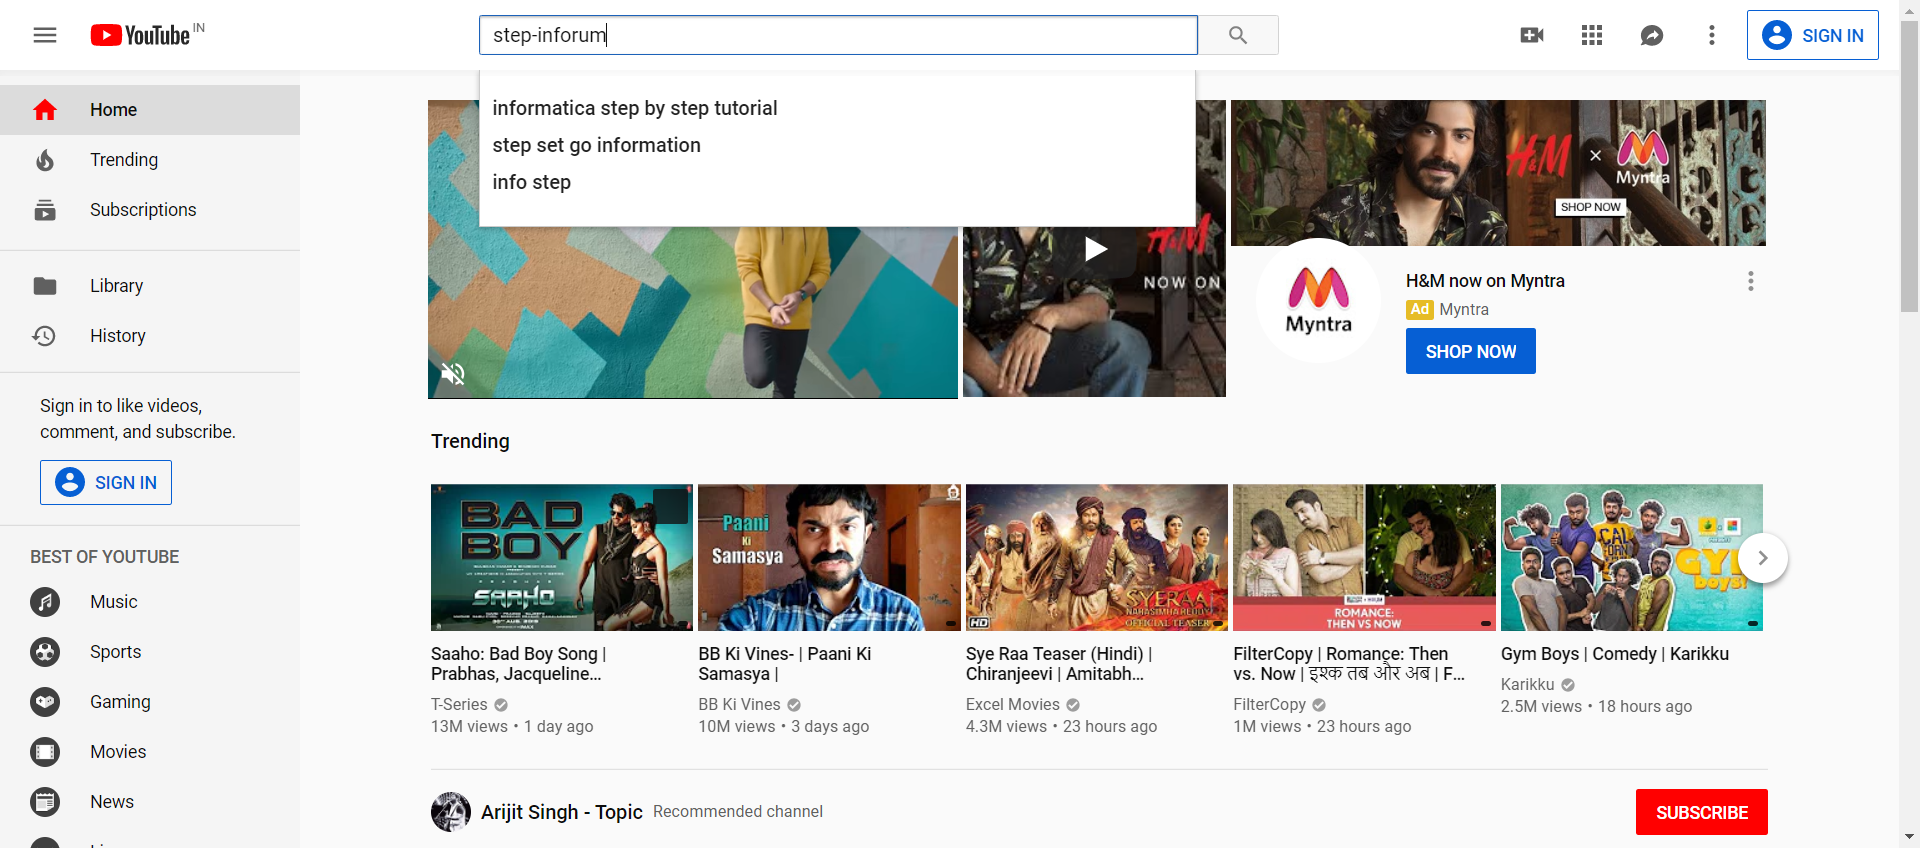 YouTube IN
step-inforum
SIGN IN
informatica step by step tutorial
step set go information
info step
Home
Trending
Subscriptions
Library
History
Sign in to like videos,
comment, and subscribe.
SIGN IN
BEST OF YOUTUBE
Music
Sports
Gaming
Movies
News
H&M
NOW ON
H&M × Myntra
SHOP NOW
Myntra
H&M now on Myntra
Ad Myntra
SHOP NOW
Trending
BAD
BOY
SAAHO
Paani
Ki
Samasya
SYERAA
NARASIMHA REDDY
OFFICIAL TEASER
HD
ROMANCE:
THEN VS NOW
GYM
boys!
Saaho: Bad Boy Song |
Prabhas, Jacqueline...
T-Series
13M views • 1 day ago
BB Ki Vines- | Paani Ki
Samasya |
BB Ki Vines
10M views • 3 days ago
Sye Raa Teaser (Hindi) |
Chiranjeevi | Amitabh...
Excel Movies
4.3M views • 23 hours ago
FilterCopy | Romance: Then
vs. Now | इश्क तब और अब | F...
FilterCopy
1M views • 23 hours ago
Gym Boys | Comedy | Karikku
Karikku
2.5M views • 18 hours ago
Arijit Singh - Topic Recommended channel
SUBSCRIBE